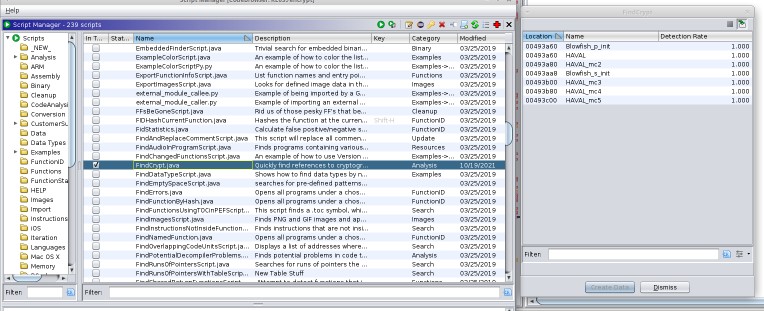 Script Manager [CodeBrowser: XZ037encrypt]
Help
Script Manager - 239 scripts
Scripts
_NEW_
Analysis
ARM
Assembly
Binary
Cleanup
CodeAnalysi
Conversion
CustomerSu
Data
Data Types
Examples
FunctionID
Functions
FunctionSta
HELP
Images
Import
Instructions
iOS
Iteration
Languages
Mac OS X
Memory
Filter:
In T... Stat... Name Description Key Category Modified
EmbeddedFinderScript.java Trivial search for embedded binari... Binary 03/25/2019
ExampleColorScript.java An example of how to color the list... Examples 03/25/2019
ExampleColorScriptPy.py An example of how to color the list... Examples->... 03/25/2019
ExportFunctionInfoScript.java List function names and entry poi... Functions 03/25/2019
ExportImagesScript.java Looks for defined image data in th... Images 03/25/2019
external_module_callee.py Example of being imported by a G... Examples->... 03/25/2019
external_module_caller.py Example of importing an external ... Examples->... 03/25/2019
FFsBeGoneScript.java Rid us of those pesky FF's that be... Cleanup 03/25/2019
FIDHashCurrentFunction.java Hashes the function at the curren... Shift-H FunctionID 03/25/2019
FidStatistics.java Calculate false positive/negative s... FunctionID 03/25/2019
FindAndReplaceCommentScript.java This script will replace all commen... Update 03/25/2019
FindAudioInProgramScript.java Finds programs containing various... Resources 03/25/2019
FindChangedFunctionsScript.java An example of how to use Version ... Examples->... 03/25/2019
FindCrypt.java Quickly find references to cryptogr... Analysis 10/19/2021
FindDataTypeScript.java Shows how to find data types by n... Examples 03/25/2019
FindEmptySpaceScript.java searches for pre-defined patterns... 03/25/2019
FindErrors.java Opens all programs under a chos... FunctionID 03/25/2019
FindFunctionByHash.java Opens all programs under a chos... FunctionID 03/25/2019
FindFunctionsUsingTOCinPEFScript... This script finds a .toc symbol, whi... Search 03/25/2019
FindImagesScript.java Finds PNG and GIF images and ap... Images 03/25/2019
FindInstructionsNotInsideFunction... Finds instructions that are not insi... Search 03/25/2019
FindNamedFunction.java Opens all programs under a chos... FunctionID 03/25/2019
FindOverlappingCodeUnitsScript.ja... Displays a list of addresses where... Search 03/25/2019
FindPotentialDecompilerProblems.... Finds potential problems in code t... Analysis 03/25/2019
FindRunsOfPointersScript.java Searches for runs of pointers the ... Search 03/25/2019
FindRunsOfPointersWithTableScrip... New Table Stuff Search 03/25/2019
Filter:
FindCrypt
Location Name Detection Rate
00493a60 Blowfish_p_init 1.000
00493a60 HAVAL 1.000
00493a80 HAVAL_mc2 1.000
00493aa8 Blowfish_s_init 1.000
00493b00 HAVAL_mc3 1.000
00493b80 HAVAL_mc4 1.000
00493c00 HAVAL_mc5 1.000
Filter:
Create Data
Dismiss